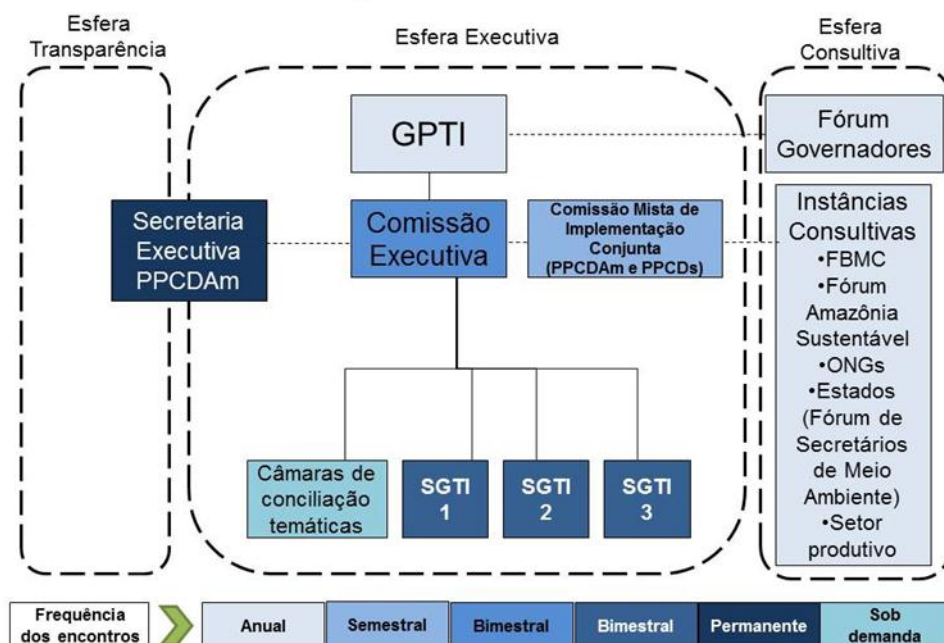 Esfera
Transparência
Esfera Executiva
Esfera
Consultiva
GPTI
Fórum
Governadores
Secretaria
Executiva
PPCDAm
Comissão
Executiva
Comissão Mista de
Implementação
Conjunta
(PPCDAm e PPCDs)
Instâncias
Consultivas
•FBMC
•Fórum
Amazônia
Sustentável
•ONGs
•Estados
(Fórum de
Secretários
de Meio
Ambiente)
•Setor
produtivo
Câmaras de
conciliação
temáticas
SGTI
1
SGTI
2
SGTI
3
Frequência
dos encontros
Anual
Semestral
Bimestral
Bimestral
Permanente
Sob
demanda